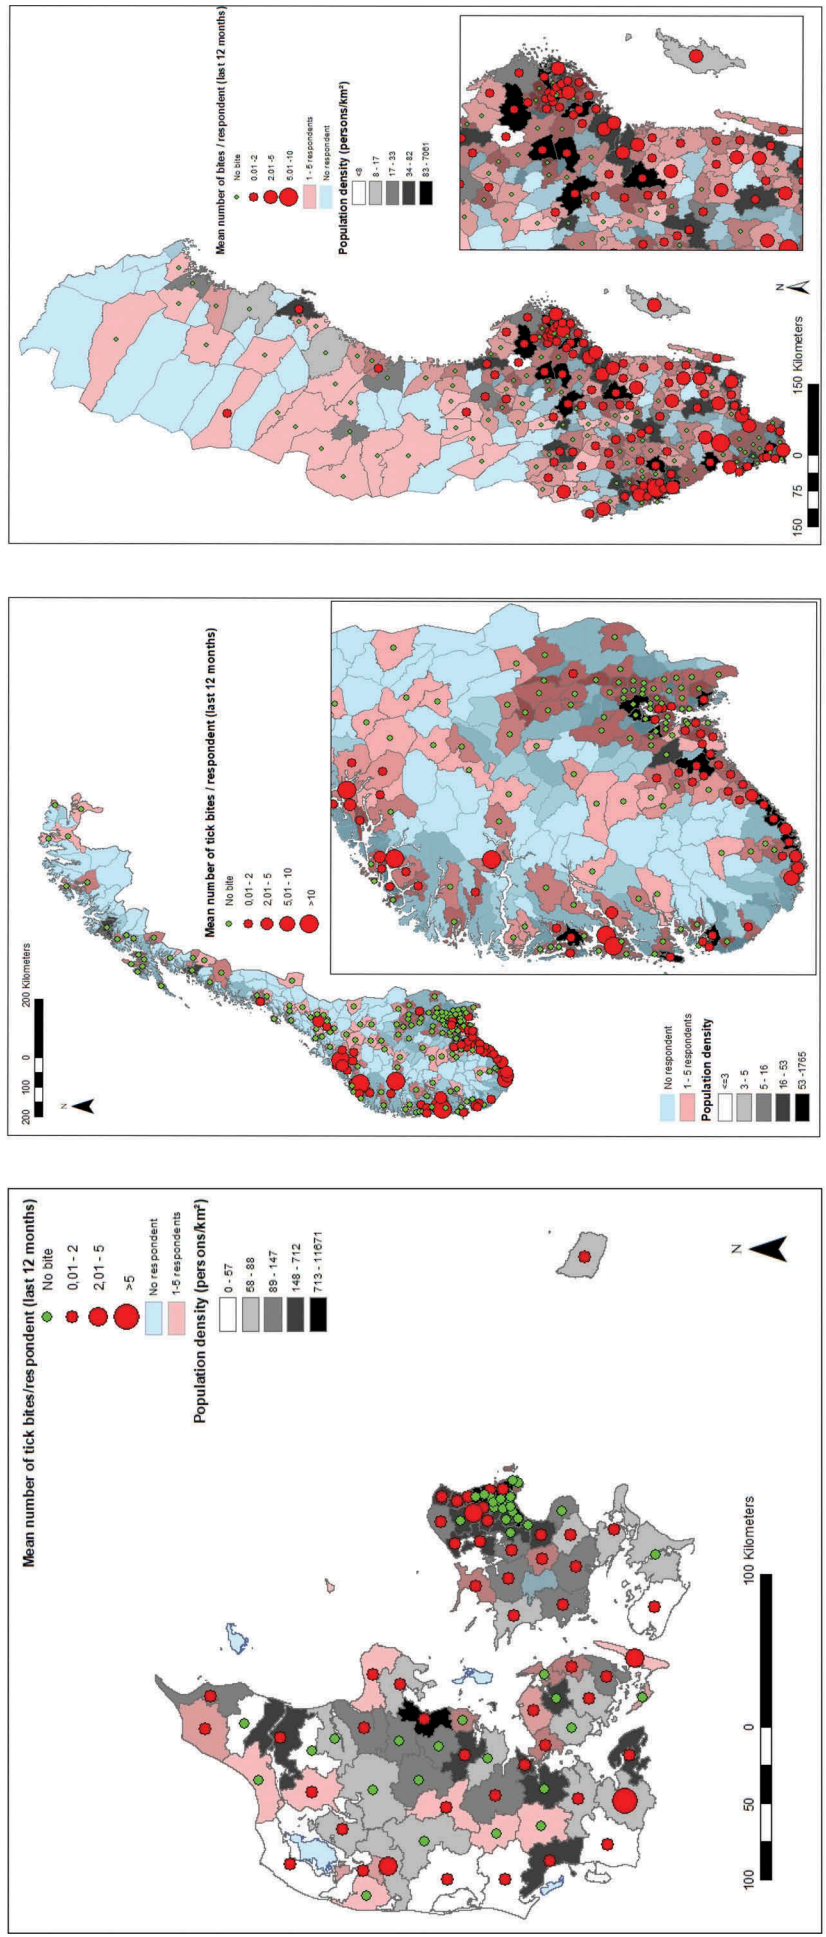 Mean number of bites / respondent (last 12 months)
No bite
0.01 -2
2.01 -5
5.01 -10
1 - 5 respondents
No respondent
Population density (persons/km²)
<8
8 - 17
17 - 33
34 - 82
83 - 7061
N
150
75
0
150 Kilometers
Mean number of tick bites / respondent (last 12 months)
No bite
0,01 - 2
2,01 - 5
5,01 - 10
>10
N
200
100
0
200 Kilometers
No respondent
1 - 5 respondents
Population density
<=3
3 - 5
5 - 16
16 - 53
53 -1765
Mean number of tick bites/respondent (last 12 months)
No bite
0,01 - 2
2,01 - 5
>5
No respondent
1-5 respondents
Population density (persons/km²)
0 - 57
58 - 88
89 - 147
148 - 712
713 - 11671
N
100
50
0
100 Kilometers